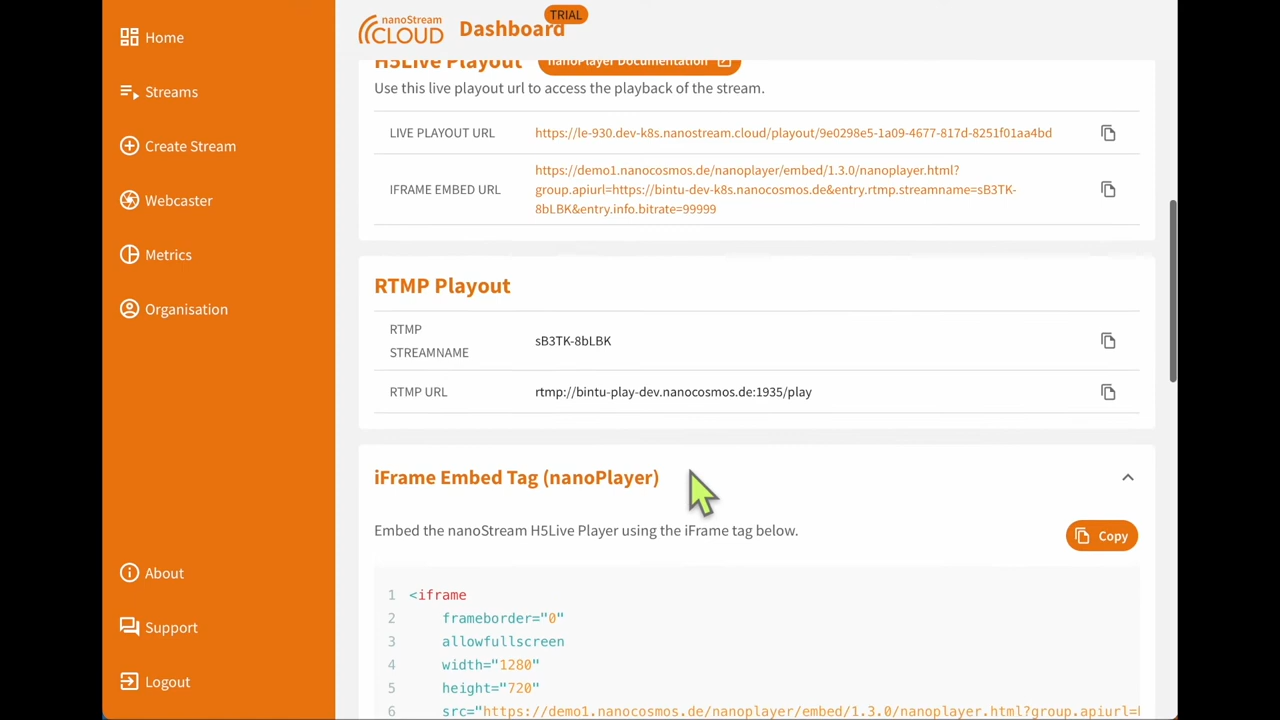 Home
Streams
Create Stream
Webcaster
Metrics
Organisation
About
Support
Logout
nanoStream
CLOUD
Dashboard
TRIAL
H5Live Playout
nanoPlayer Documentation
Use this live playout url to access the playback of the stream.
LIVE PLAYOUT URL
https://le-930.dev-k8s.nanostream.cloud/playout/9e0298e5-1a09-4677-817d-8251f01aa4bd
IFRAME EMBED URL
https://demo1.nanocosmos.de/nanoplayer/embed/1.3.0/nanoplayer.html?
group.apiurl=https://bintu-dev-k8s.nanocosmos.de&entry.rtmp.streamname=sB3TK-
8bLBK&entry.info.bitrate=99999
RTMP Playout
RTMP
STREAMNAME
sB3TK-8bLBK
RTMP URL
rtmp://bintu-play-dev.nanocosmos.de:1935/play
iFrame Embed Tag (nanoPlayer)
Embed the nanoStream H5Live Player using the iFrame tag below.
Copy
1 <iframe
2 frameborder="0"
3 allowfullscreen
4 width="1280"
5 height="720"
6 src="https://demo1.nanocosmos.de/nanoplayer/embed/1.3.0/nanoplayer.html?group.apiurl=